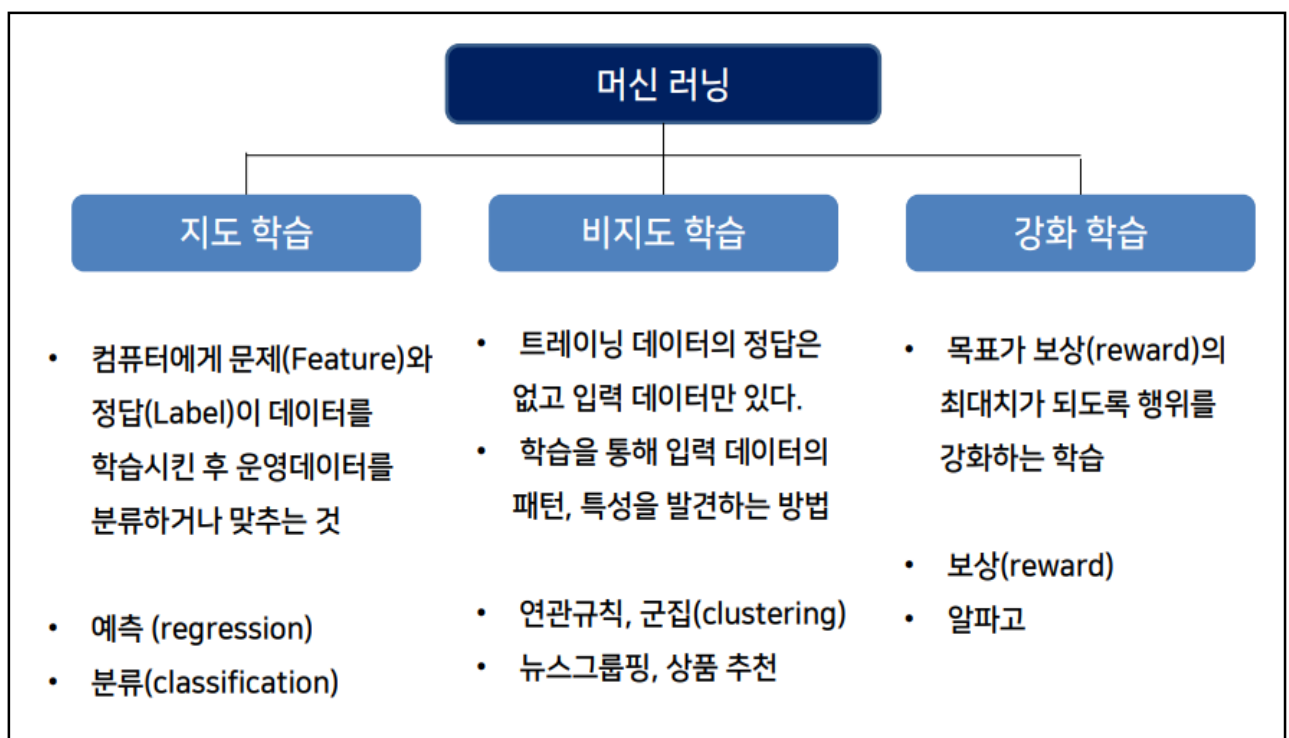 머신 러닝
지도 학습
컴퓨터에게 문제(Feature)와
정답(Label)이 데이터를
학습시킨 후 운영데이터를
분류하거나 맞추는 것
예측 (regression)
분류(classification)
비지도 학습
트레이닝 데이터의 정답은
없고 입력 데이터만 있다.
학습을 통해 입력 데이터의
패턴, 특성을 발견하는 방법
연관규칙, 군집(clustering)
뉴스그룹핑, 상품 추천
강화 학습
목표가 보상(reward)의
최대치가 되도록 행위를
강화하는 학습
보상(reward)
알파고